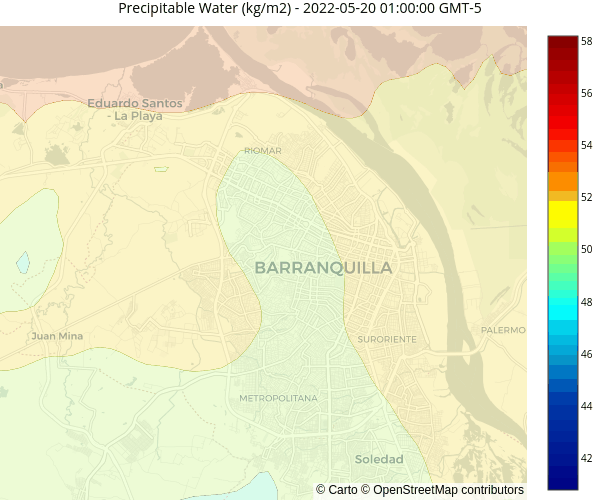 Precipitable Water (kg/m2) - 2022-05-20 01:00:00 GMT-5
58
56
54
52
50
48
46
44
42
Eduardo Santos
- La Playa
RIOMAR
BARRANQUILLA
Juan Mina
SURORIENTE
PALERMO
METROPOLITANA
Soledad
© Carto © OpenStreetMap contributors